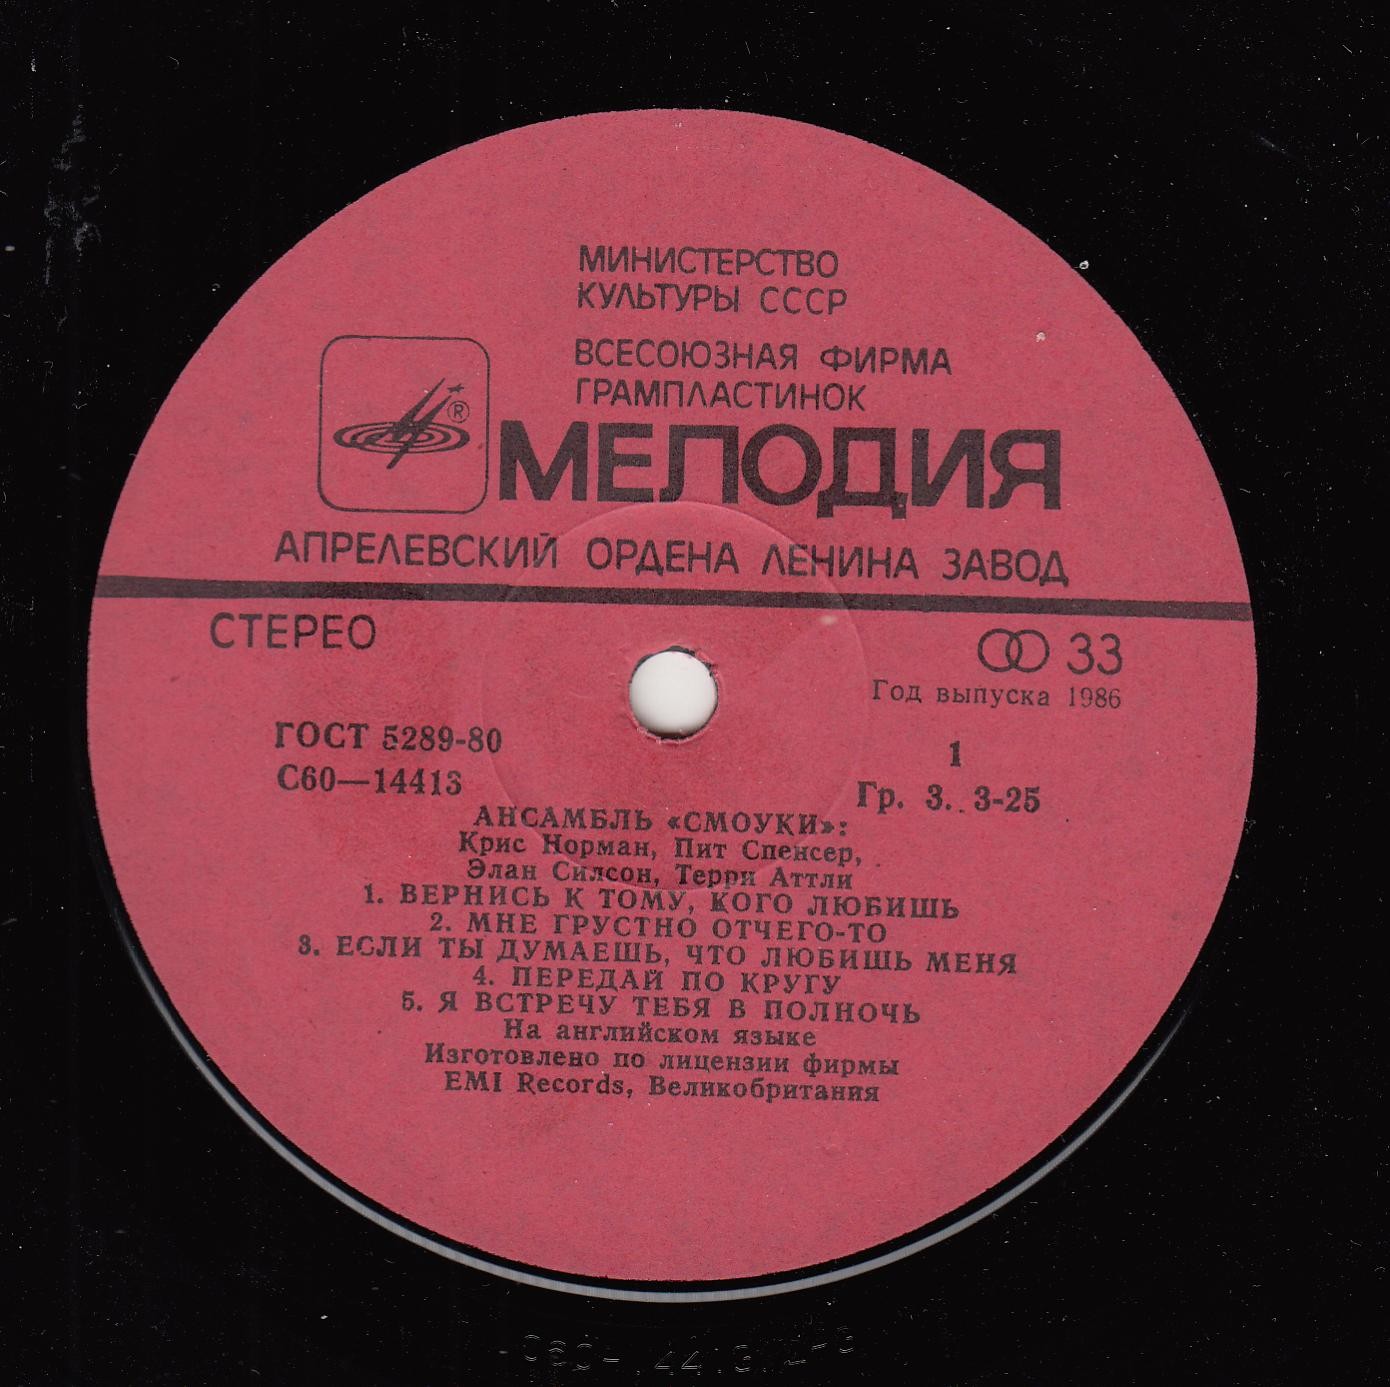 МИНИСТЕРСТВО
КУЛЬТУРЫ СССР
ВСЕСОЮЗНАЯ ФИРМА
ГРАМПЛАСТИНОК
®
МЕЛОДИЯ
АПРЕЛЕВСКИЙ ОРДЕНА ЛЕНИНА ЗАВОД
СТЕРЕО
33
Год выпуска 1986
ГОСТ 5289-80
С60—14413
1
Гр. 3. 3-25
АНСАМБЛЬ «СМОУКИ»:
Крис Норман, Пит Спенсер,
Элан Силсон, Терри Аттли
1. ВЕРНИСЬ К ТОМУ, КОГО ЛЮБИШЬ
2. МНЕ ГРУСТНО ОТЧЕГО-ТО
3. ЕСЛИ ТЫ ДУМАЕШЬ, ЧТО ЛЮБИШЬ МЕНЯ
4. ПЕРЕДАЙ ПО КРУГУ
5. Я ВСТРЕЧУ ТЕБЯ В ПОЛНОЧЬ
На английском языке
Изготовлено по лицензии фирмы
EMI Records, Великобритания